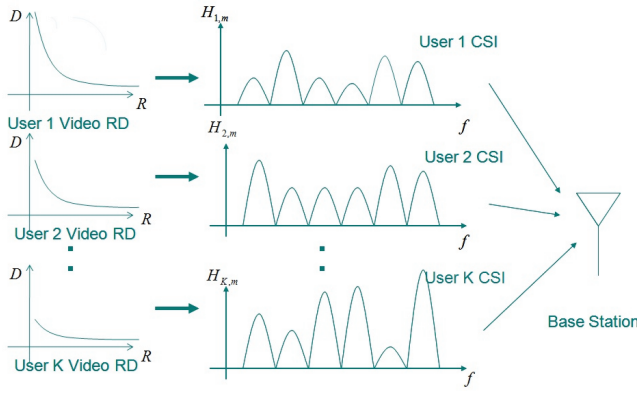 D
R
User 1 Video RD
H1,m
f
User 1 CSI
D
R
User 2 Video RD
H2,m
f
User 2 CSI
D
R
User K Video RD
HK,m
f
User K CSI
Base Station